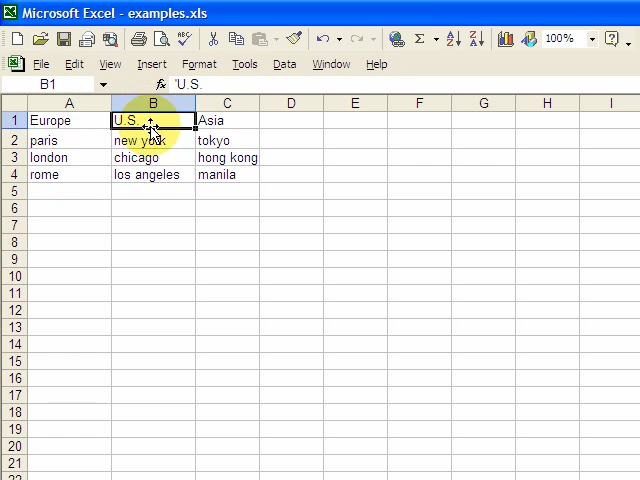 Microsoft Excel - examples.xls
100%
File Edit View Insert Format Tools Data Window Help
B1 fx 'U.S.
A B C D E F G H I
1 Europe U.S. Asia
2 paris new york tokyo
3 london chicago hong kong
4 rome los angeles manila
5
6
7
8
9
10
11
12
13
14
15
16
17
18
19
20
21
22